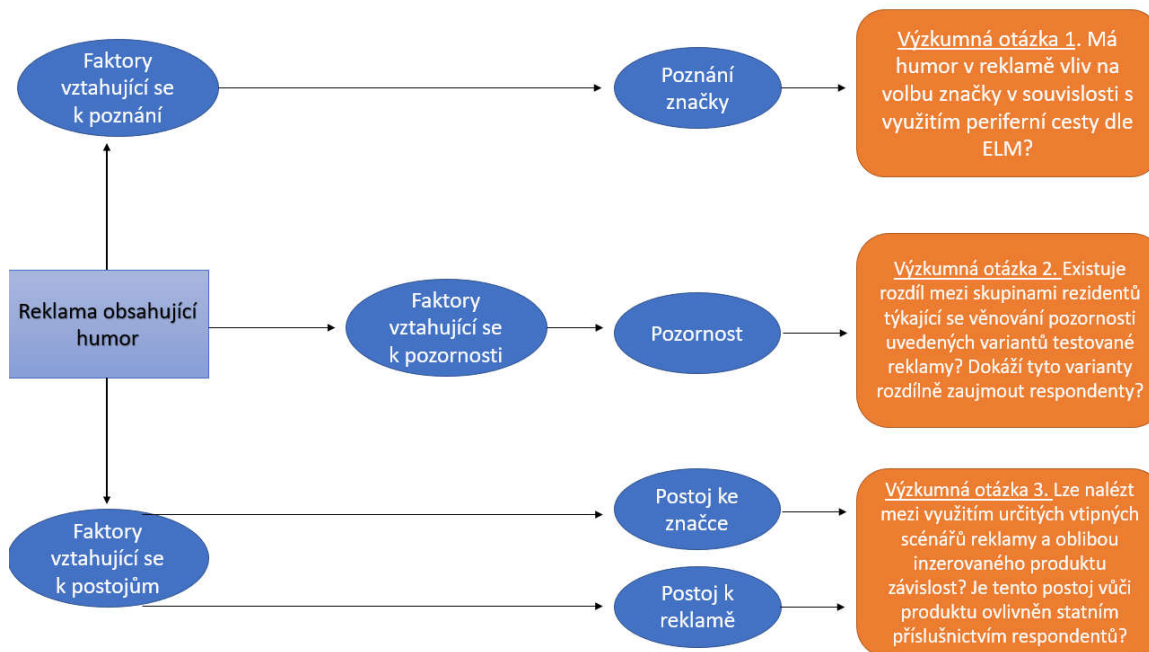 Faktory
vztahující se
k poznání
Poznání
značky
Výzkumná otázka 1. Má
humor v reklamě vliv na
volbu značky v souvislosti s
využitím periferní cesty dle
ELM?
Reklama obsahující
humor
Faktory
vztahující se
k pozornosti
Pozornost
Výzkumná otázka 2. Existuje
rozdíl mezi skupinami rezidentů
týkající se věnování pozornosti
uvedených variantů testované
reklamy? Dokáží tyto varianty
rozdílně zaujmout respondenty?
Faktory
vztahující se
k postojům
Postoj ke
značce
Postoj k
reklamě
Výzkumná otázka 3. Lze nalézt
mezi využitím určitých vtipných
scénářů reklamy a oblibou
inzerovaného produktu
závislost? Je tento postoj vůči
produktu ovlivněn statním
příslušnictvím respondentů?